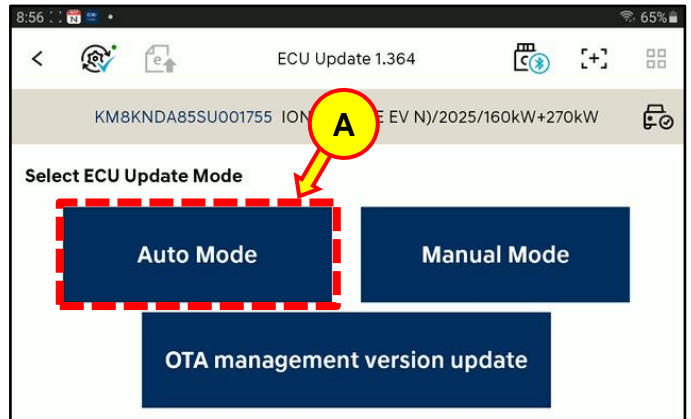 8:56 65%
ECU Update 1.364
KM8KNDA85SU001755 ION E EV N)/2025/160kW+270kW
A
Select ECU Update Mode
Auto Mode Manual Mode
OTA management version update